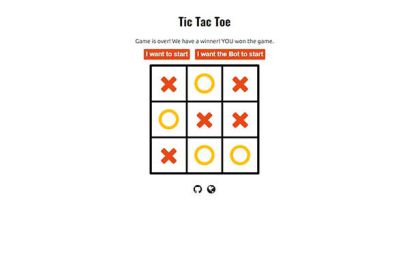 Tic Tac Toe
Game is over! We have a winner! YOU won the game.
I want to start I want the Bot to start